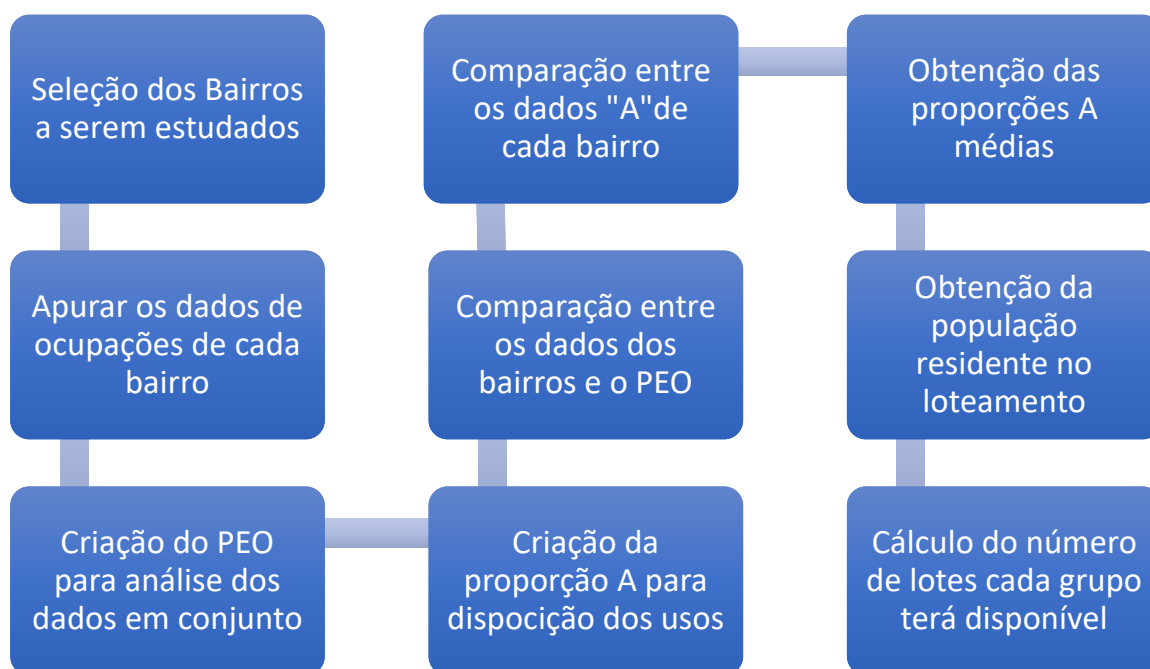 Seleção dos Bairros
a serem estudados
Apurar os dados de
ocupações de cada
bairro
Criação do PEO
para análise dos
dados em conjunto
Criação da
proporção A para
dispocição dos usos
Comparação entre
os dados dos
bairros e o PEO
Comparação entre
os dados "A"de
cada bairro
Obtenção das
proporções A
médias
Obtenção da
população
residente no
loteamento
Cálculo do número
de lotes cada grupo
terá disponível